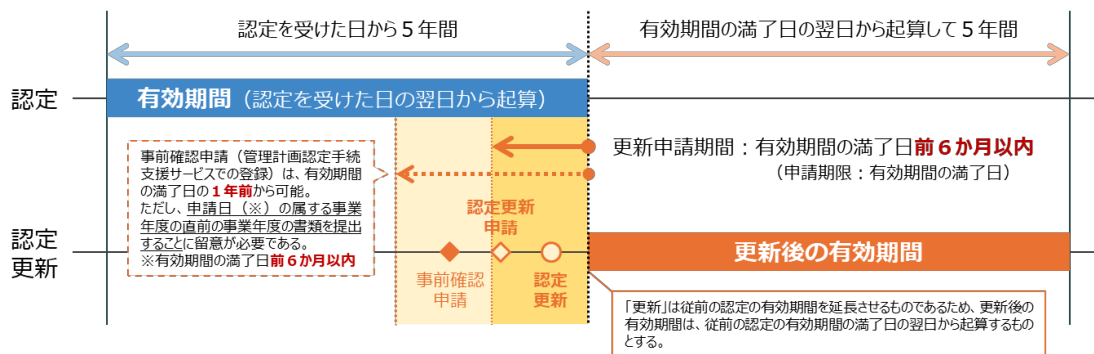 認定を受けた日から５年間
有効期間の満了日の翌日から起算して５年間
認定
有効期間（認定を受けた日の翌日から起算）
事前確認申請（管理計画認定手続
支援サービスでの登録）は、有効期間
の満了日の１年前から可能。
ただし、申請日（※）の属する事業
年度の直前の事業年度の書類を提出
することに留意が必要である。
※有効期間の満了日前６か月以内
更新申請期間：有効期間の満了日前６か月以内
（申請期限：有効期間の満了日）
認定
更新
認定更新
申請
事前確認
申請
認定
更新
更新後の有効期間
「更新」は従前の認定の有効期間を延長させるものであるため、更新後の
有効期間は、従前の認定の有効期間の満了日の翌日から起算するもの
とする。